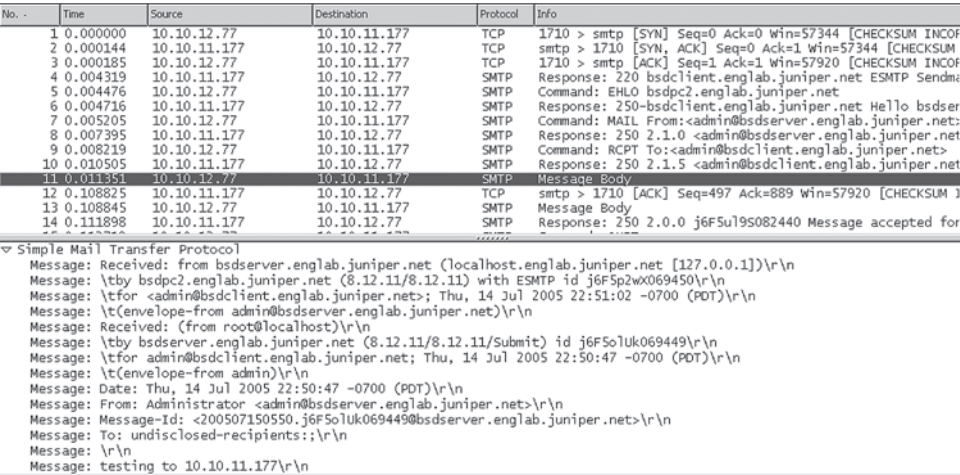 No. - Time Source Destination Protocol Info
1 0.000000 10.10.12.77 10.10.11.177 TCP 1710 > smtp [SYN] Seq=0 Ack=0 Win=57344 [CHECKSUM INCOR
2 0.000144 10.10.11.177 10.10.12.77 TCP smtp > 1710 [SYN, ACK] Seq=0 Ack=1 Win=57344 [CHECKSUM
3 0.000185 10.10.12.77 10.10.11.177 TCP 1710 > smtp [ACK] Seq=1 Ack=1 Win=57920 [CHECKSUM INCOR
4 0.004319 10.10.11.177 10.10.12.77 SMTP Response: 220 bsdclient.englab.juniper.net ESMTP Sendma
5 0.004476 10.10.12.77 10.10.11.177 SMTP Command: EHLO bsdpc2.englab.juniper.net
6 0.004716 10.10.11.177 10.10.12.77 SMTP Response: 250-bsdclient.englab.juniper.net Hello bsdser
7 0.005205 10.10.12.77 10.10.11.177 SMTP Command: MAIL From:<admin@bsdserver.englab.juniper.net>
8 0.007395 10.10.11.177 10.10.12.77 SMTP Response: 250 2.1.0 <admin@bsdserver.englab.juniper.net
9 0.008219 10.10.12.77 10.10.11.177 SMTP Command: RCPT To:<admin@bsdclient.englab.juniper.net>
10 0.010505 10.10.11.177 10.10.12.77 SMTP Response: 250 2.1.5 <admin@bsdclient.englab.juniper.net
11 0.011351 10.10.12.77 10.10.11.177 SMTP Message Body
12 0.108825 10.10.11.177 10.10.12.77 TCP smtp > 1710 [ACK] Seq=497 Ack=889 Win=57920 [CHECKSUM I
13 0.108845 10.10.12.77 10.10.11.177 SMTP Message Body
14 0.111898 10.10.11.177 10.10.12.77 SMTP Response: 250 2.0.0 j6F5ul9S082440 Message accepted for
Simple Mail Transfer Protocol
Message: Received: from bsdserver.englab.juniper.net (localhost.englab.juniper.net [127.0.0.1])\r\n
Message: \tby bsdpc2.englab.juniper.net (8.12.11/8.12.11) with ESMTP id j6F5p2wX069450\r\n
Message: \tfor <admin@bsdclient.englab.juniper.net>; Thu, 14 Jul 2005 22:51:02 -0700 (PDT)\r\n
Message: \t(envelope-from admin@bsdserver.englab.juniper.net)\r\n
Message: Received: (from root@localhost)\r\n
Message: \tby bsdserver.englab.juniper.net (8.12.11/8.12.11/Submit) id j6F5olUk069449\r\n
Message: \tfor admin@bsdclient.englab.juniper.net; Thu, 14 Jul 2005 22:50:47 -0700 (PDT)\r\n
Message: \t(envelope-from admin)\r\n
Message: Date: Thu, 14 Jul 2005 22:50:47 -0700 (PDT)\r\n
Message: From: Administrator <admin@bsdserver.englab.juniper.net>\r\n
Message: Message-Id: <200507150550.j6F5olUk069449@bsdserver.englab.juniper.net>\r\n
Message: To: undisclosed-recipients:;\r\n
Message: \r\n
Message: testing to 10.10.11.177\r\n